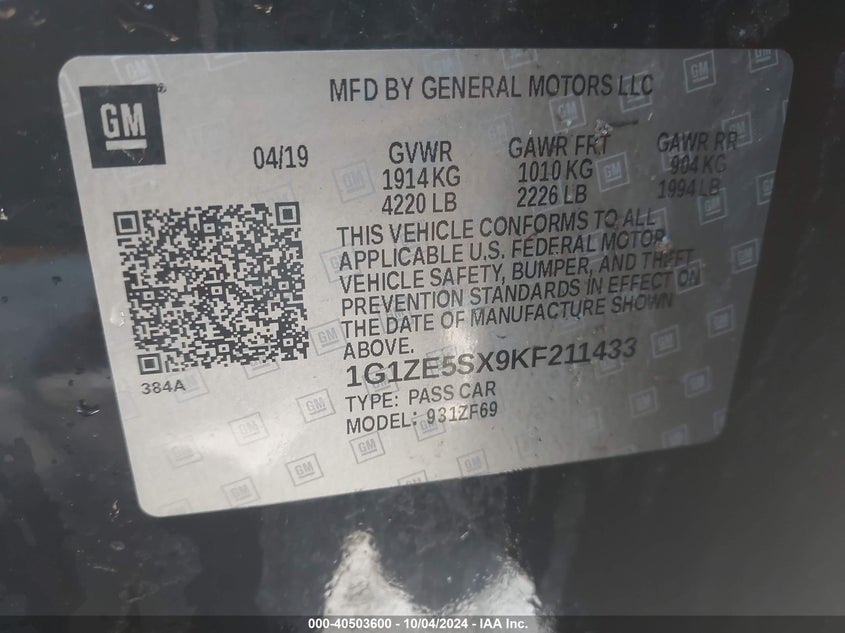 MFD BY GENERAL MOTORS LLC
GM
04/19
GVWR
1914 KG
4220 LB
GAWR FRT
1010 KG
2226 LB
GAWR RR
904 KG
1994 LB
THIS VEHICLE CONFORMS TO ALL
APPLICABLE U.S. FEDERAL MOTOR
VEHICLE SAFETY, BUMPER, AND THEFT
PREVENTION STANDARDS IN EFFECT ON
THE DATE OF MANUFACTURE SHOWN
ABOVE.
384A
1G1ZE5SX9KF211433
TYPE: PASS CAR
MODEL: 931ZF69
000-40503600 - 10/04/2024 - IAAI.com